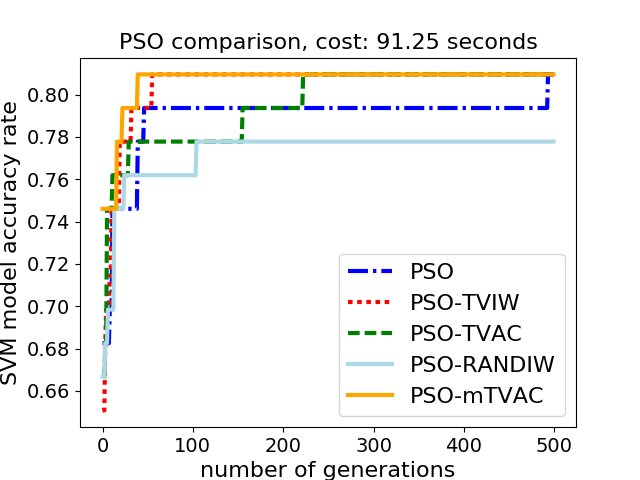 PSO comparison, cost: 91.25 seconds
SVM model accuracy rate
0.80
0.78
0.76
0.74
0.72
0.70
0.68
0.66
PSO
PSO-TVIW
PSO-TVAC
PSO-RANDIW
PSO-mTVAC
0 100 200 300 400 500
number of generations